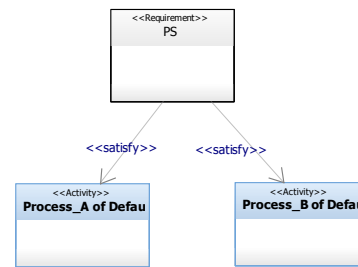 <<Requirement>>
PS
<<satisfy>>
<<satisfy>>
<<Activity>>
Process_A of Defau
<<Activity>>
Process_B of Defau